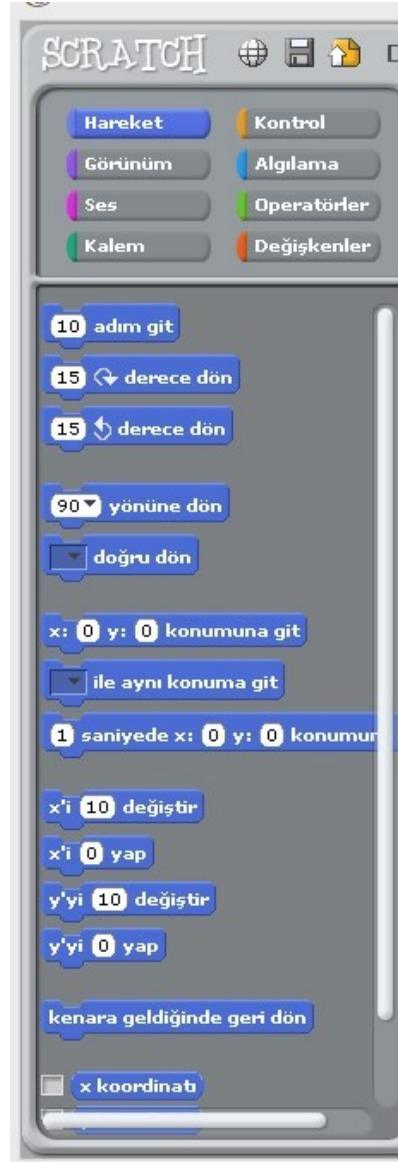 SCRATCH
Hareket Kontrol
Görünüm Algılama
Ses Operatörler
Kalem Değişkenler
10 adım git
15 derece dön
15 derece dön
90 yönüne dön
doğru dön
x: 0 y: 0 konumuna git
ile aynı konuma git
1 saniyede x: 0 y: 0 konumun
x'i 10 değiştir
x'i 0 yap
y'yi 10 değiştir
y'yi 0 yap
kenara geldiğinde geri dön
x koordinatı